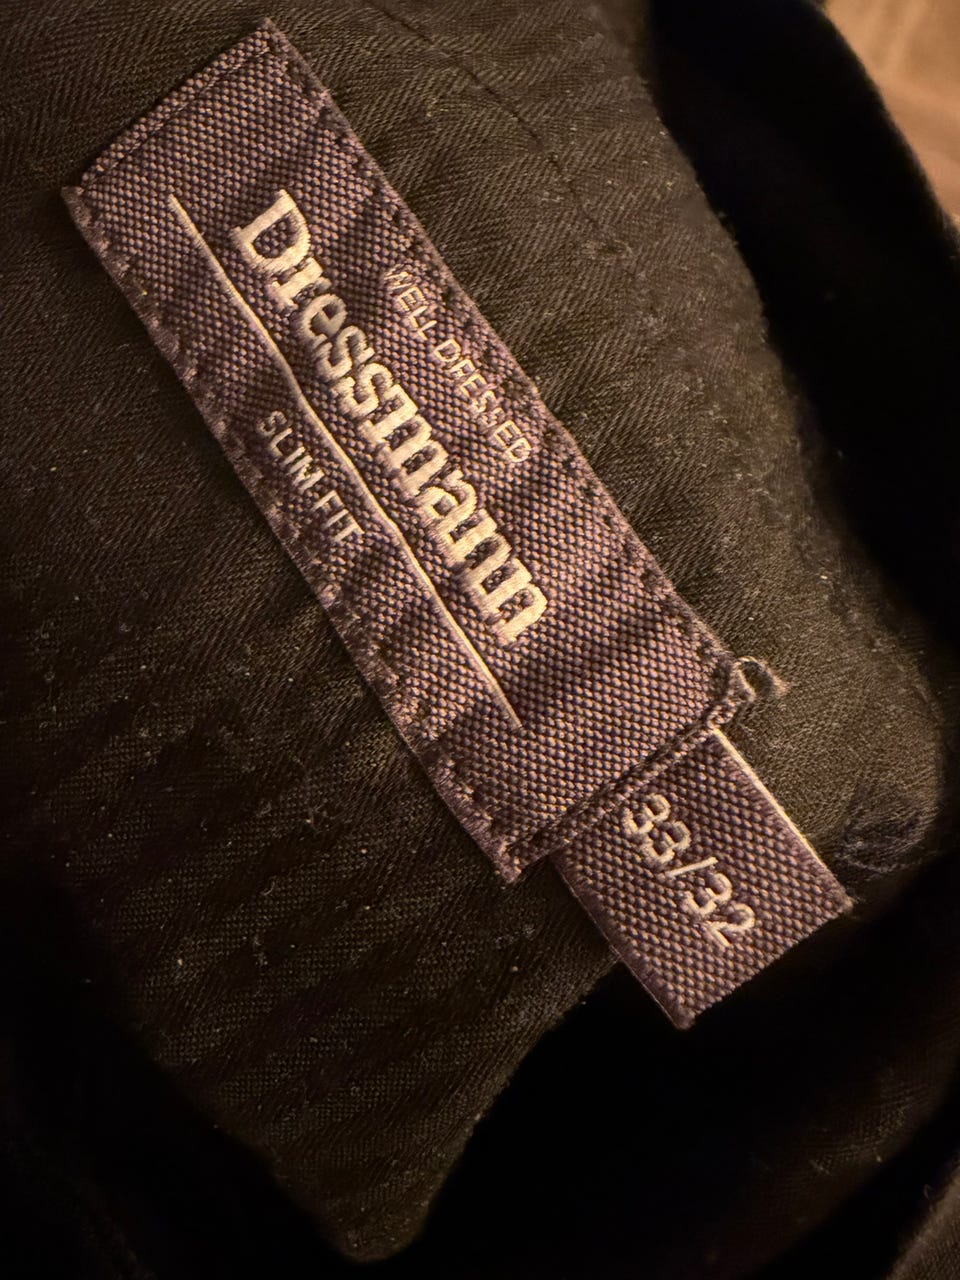 WELL DRESSED
Dressmann
SLIM FIT
33/32